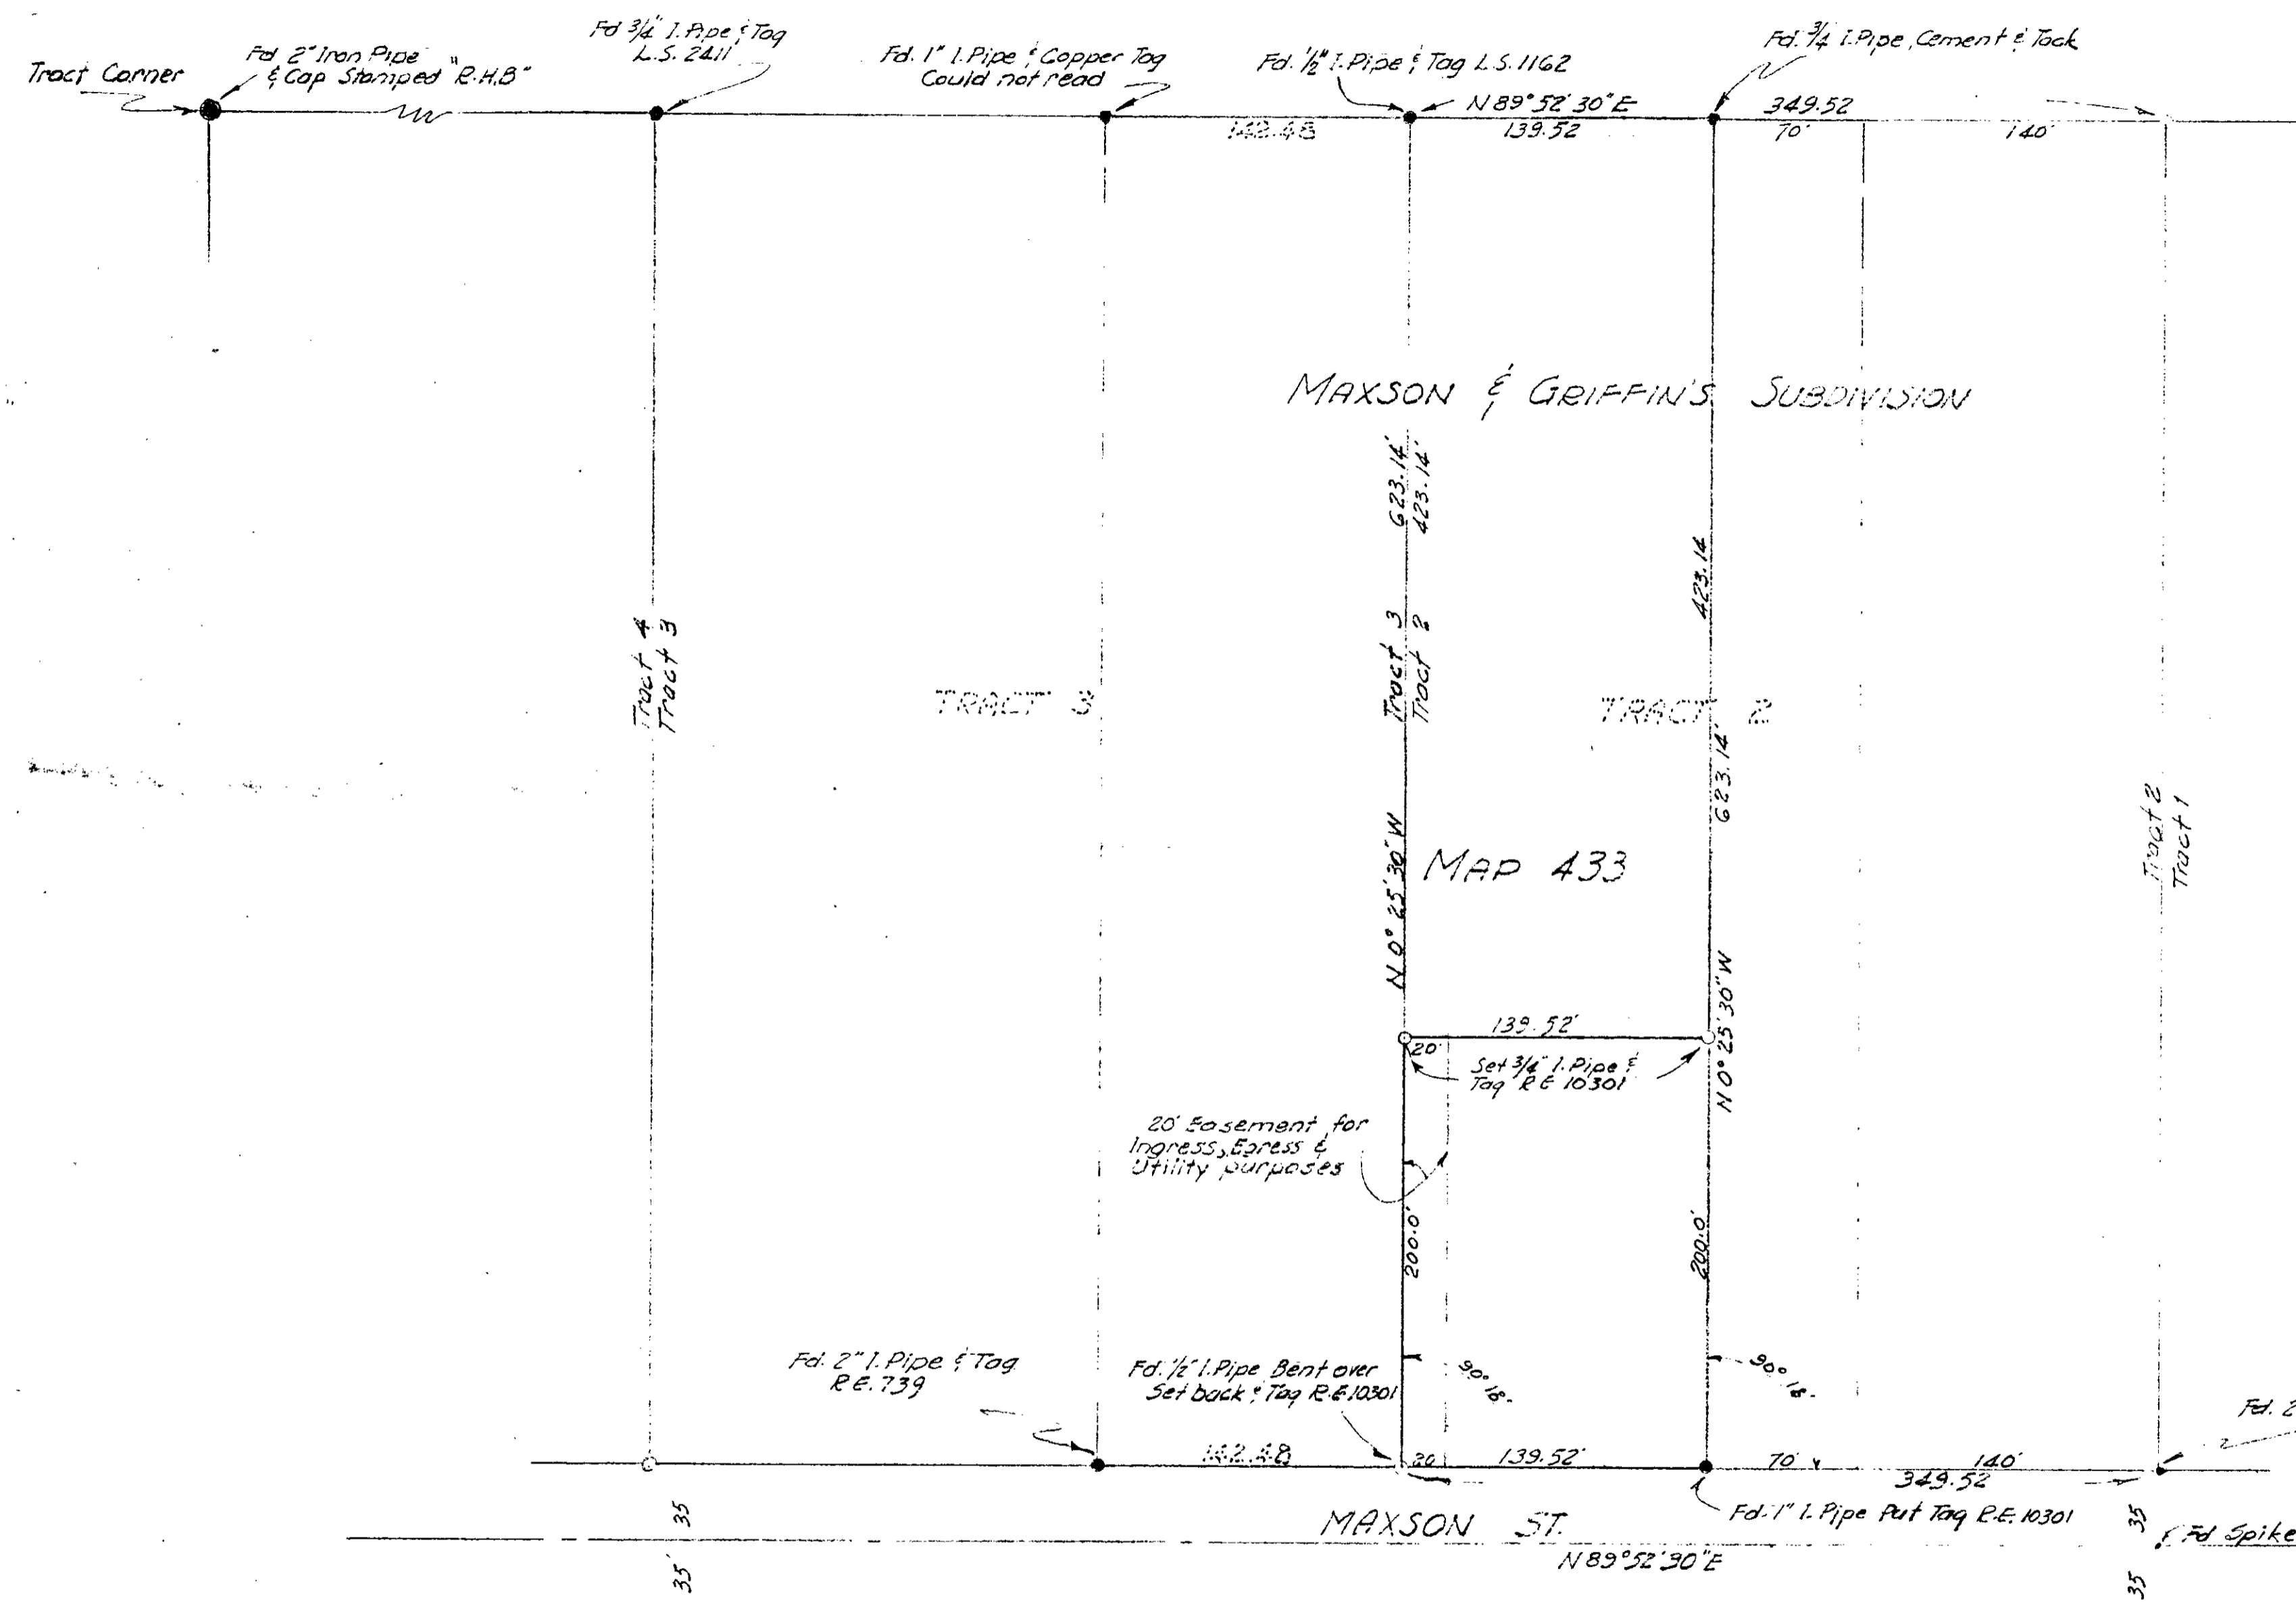 Tract Corner
Fd 2" Iron Pipe
& Cap Stamped "R.H.B"
Fd 3/4" I. Pipe & Tag
L.S. 2411
Fd. 1" I. Pipe & Copper Tag
Could not read
Fd. 1/2" I. Pipe & Tag L.S. 1162
Fd. 3/4 I. Pipe, Cement & Tack
N 89° 52' 30" E
349.52
142.48
139.52
70'
140'
MAXSON & GRIFFIN'S SUBDIVISION
623.14'
423.14'
423.14
Tract 4
Tract 3
TRACT 3
Tract 3
Tract 2
TRACT 2
623.14'
Tract 2
Tract 1
N 0° 25' 30" W
MAP 433
N 0° 25' 30" W
139.52'
20'
Set 3/4" I. Pipe &
Tag R.E 10301
20' Easement for
Ingress, Egress &
Utility purposes
200.0'
200.0'
Fd. 2" I. Pipe & Tag
R.E. 739
Fd. 1/2" I. Pipe Bent over
Set back & Tag R.E. 10301
90° 18'
90° 18'
Fd. 2
142.48
20'
139.52'
70'
140'
349.52
Fd. 1" I. Pipe Put Tag R.E. 10301
35
35'
MAXSON ST.
N 89° 52' 30" E
35
35
Fd Spike